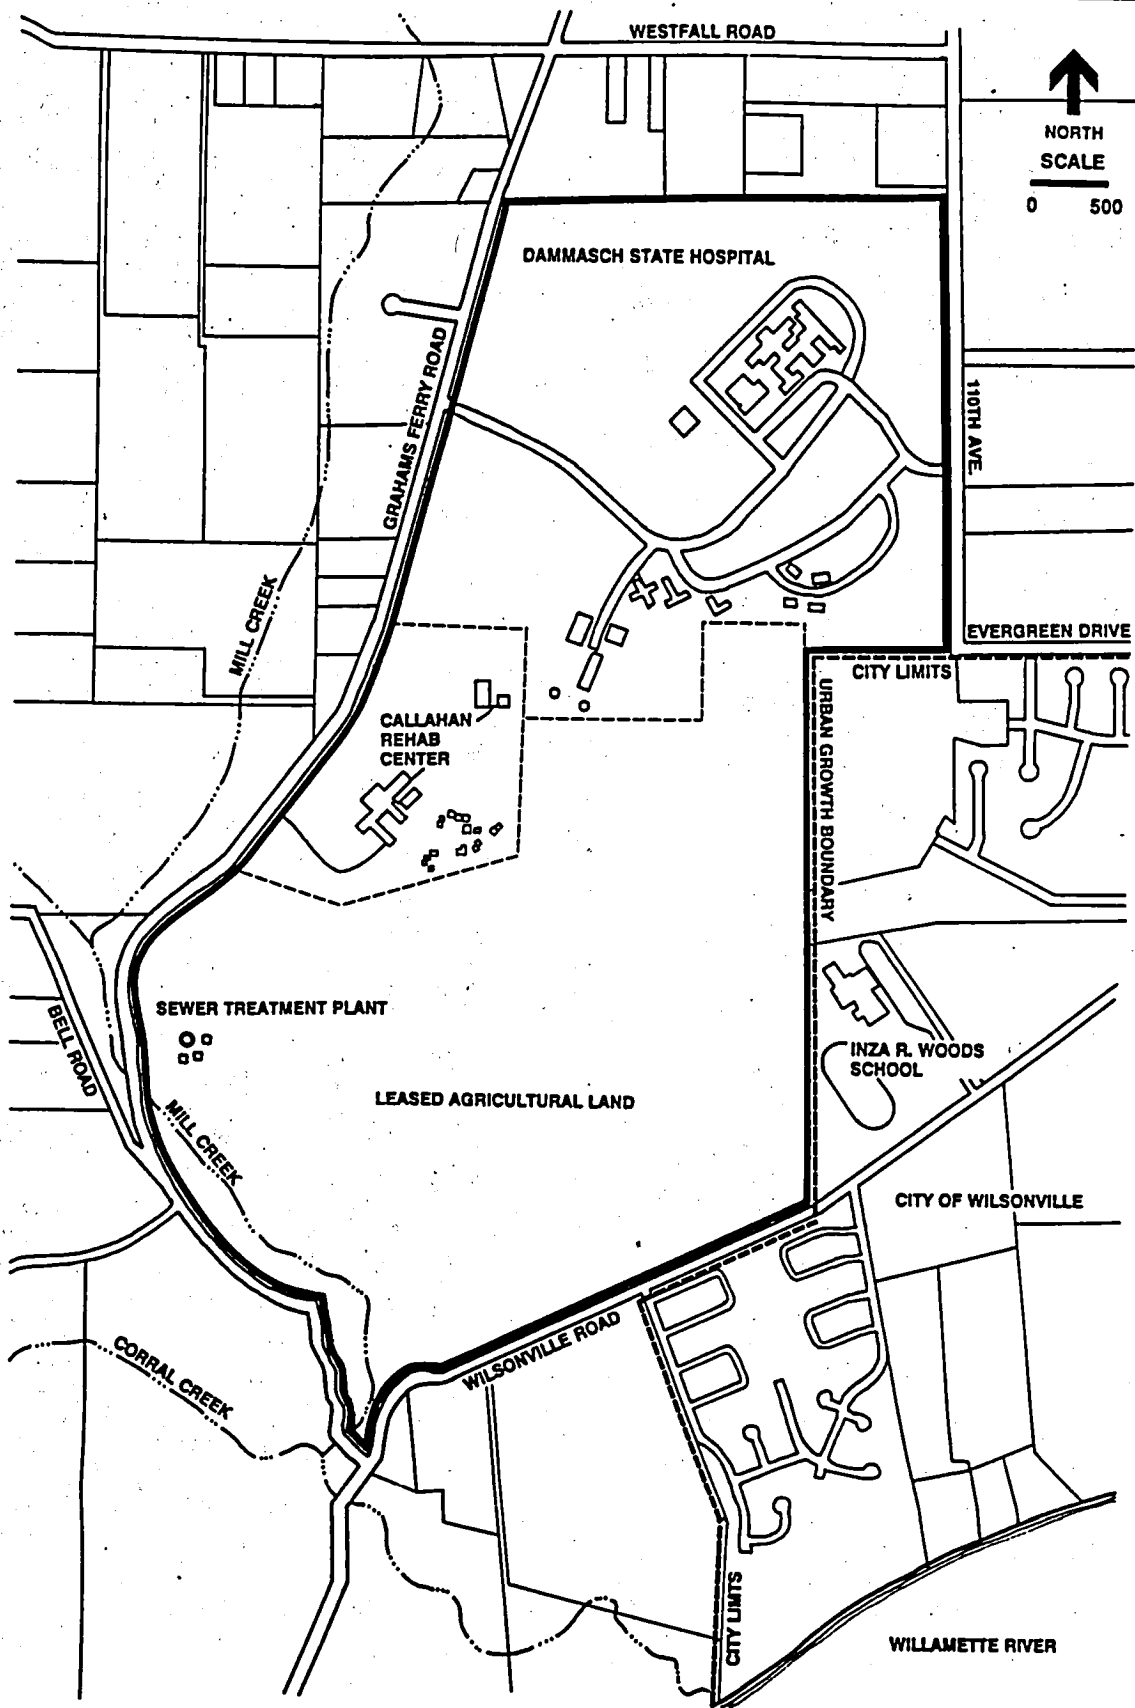 WESTFALL ROAD
NORTH
SCALE
0 500
DAMMASCH STATE HOSPITAL
GRAHAMS FERRY ROAD
110TH AVE.
MILL CREEK
EVERGREEN DRIVE
CITY LIMITS
URBAN GROWTH BOUNDARY
CALLAHAN
REHAB
CENTER
SEWER TREATMENT PLANT
BELL ROAD
INZA R. WOODS
SCHOOL
LEASED AGRICULTURAL LAND
MILL CREEK
CITY OF WILSONVILLE
WILSONVILLE ROAD
CORRAL CREEK
CITY LIMTS
WILLAMETTE RIVER